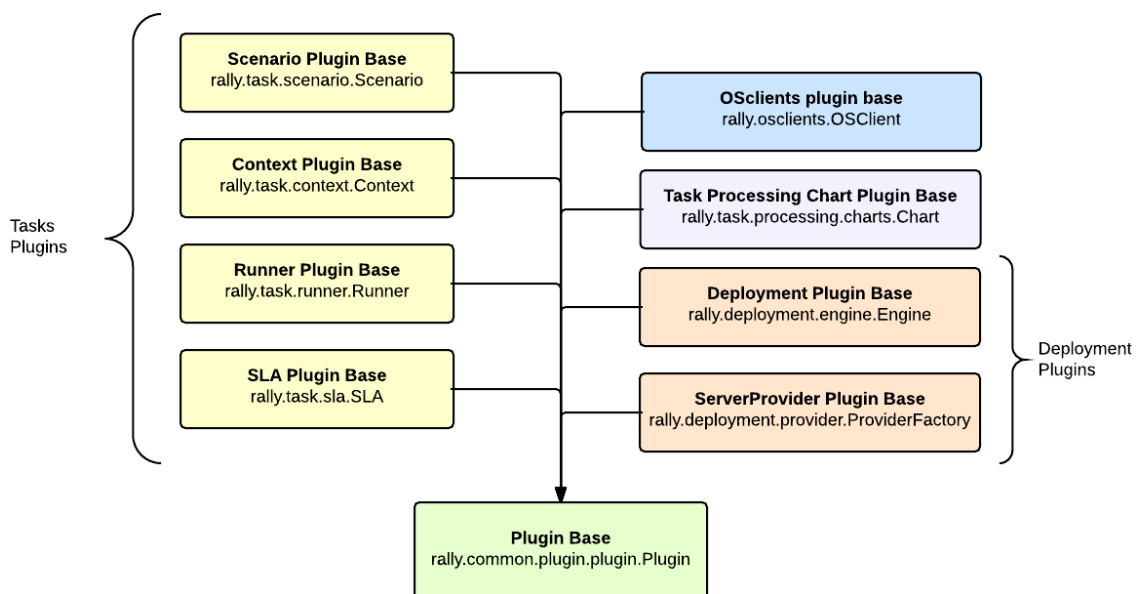 Tasks
Plugins
Scenario Plugin Base
rally.task.scenario.Scenario
Context Plugin Base
rally.task.context.Context
Runner Plugin Base
rally.task.runner.Runner
SLA Plugin Base
rally.task.sla.SLA
OSclients plugin base
rally.osclients.OSClient
Task Processing Chart Plugin Base
rally.task.processing.charts.Chart
Deployment Plugin Base
rally.deployment.engine.Engine
ServerProvider Plugin Base
rally.deployment.provider.ProviderFactory
Deployment
Plugins
Plugin Base
rally.common.plugin.plugin.Plugin